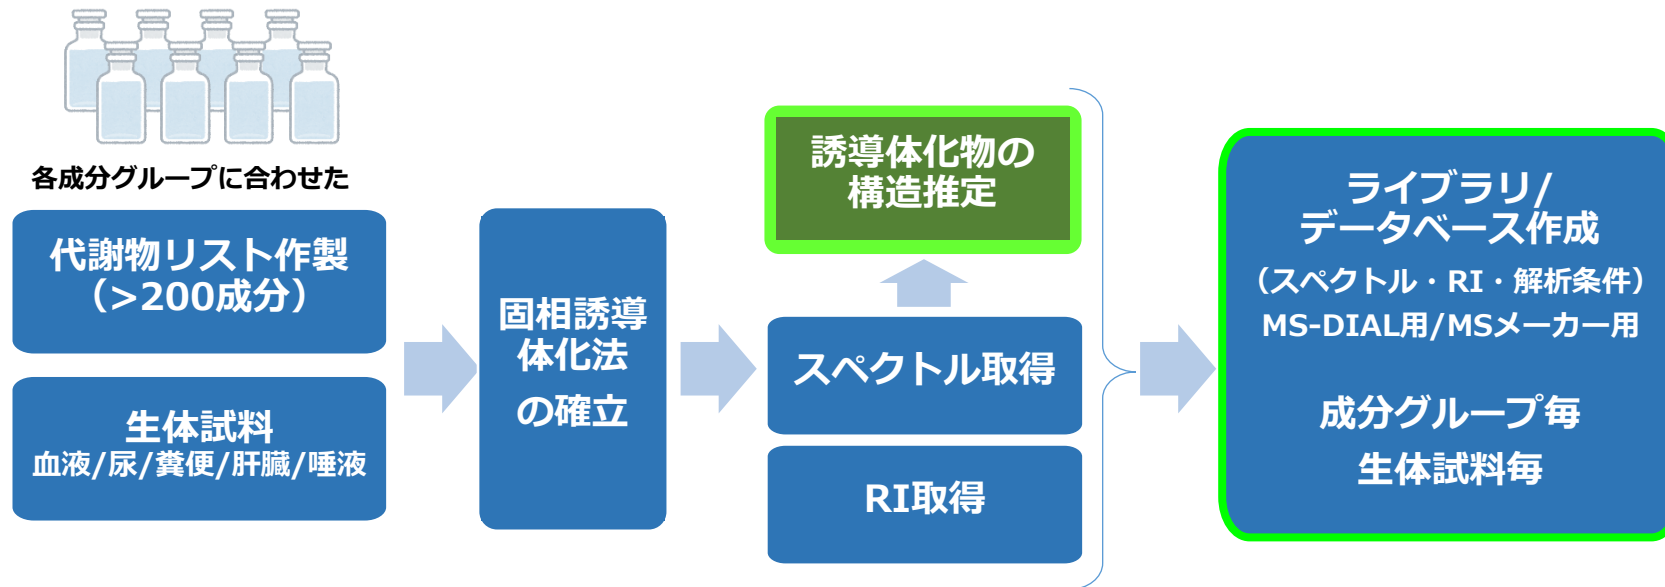 各成分グループに合わせた
代謝物リスト作製
（>200成分）
生体試料
血液/尿/糞便/肝臓/唾液
固相誘導
体化法
の確立
誘導体化物の
構造推定
スペクトル取得
RI取得
ライブラリ/
データベース作成
（スペクトル・RI・解析条件）
MS-DIAL用/MSメーカー用
成分グループ毎
生体試料毎